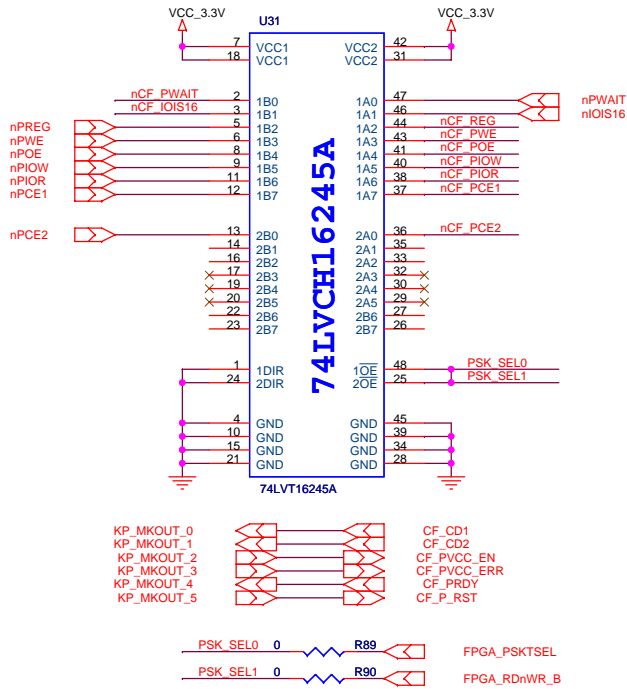 VCC_3.3V U31 VCC_3.3V
7 VCC1 VCC2 42
18 VCC1 VCC2 31
nCF_PWAIT 2 1B0 1A0 47 nPWAIT
nCF_IOIS16 3 1B1 1A1 46 nIOIS16
nPREG 5 1B2 1A2 44 nCF_REG
nPWE 6 1B3 1A3 43 nCF_PWE
nPOE 8 1B4 1A4 41 nCF_POE
nPIOW 9 1B5 1A5 40 nCF_PIOW
nPIOR 11 1B6 1A6 38 nCF_PIOR
nPCE1 12 1B7 1A7 37 nCF_PCE1
nPCE2 13 2B0 2A0 36 nCF_PCE2
14 2B1 2A1 35
16 2B2 2A2 33
17 2B3 2A3 32
19 2B4 2A4 30
20 2B5 2A5 29
22 2B6 2A6 27
23 2B7 2A7 26
74LVCH16245A
1 1DIR 1OE 48 PSK_SEL0
24 2DIR 2OE 25 PSK_SEL1
4 GND GND 45
10 GND GND 39
15 GND GND 34
21 GND GND 28
74LVT16245A
KP_MKOUT_0 CF_CD1
KP_MKOUT_1 CF_CD2
KP_MKOUT_2 CF_PVCC_EN
KP_MKOUT_3 CF_PVCC_ERR
KP_MKOUT_4 CF_PRDY
KP_MKOUT_5 CF_P_RST
PSK_SEL0 0 R89 FPGA_PSKTSEL
PSK_SEL1 0 R90 FPGA_RDnWR_B